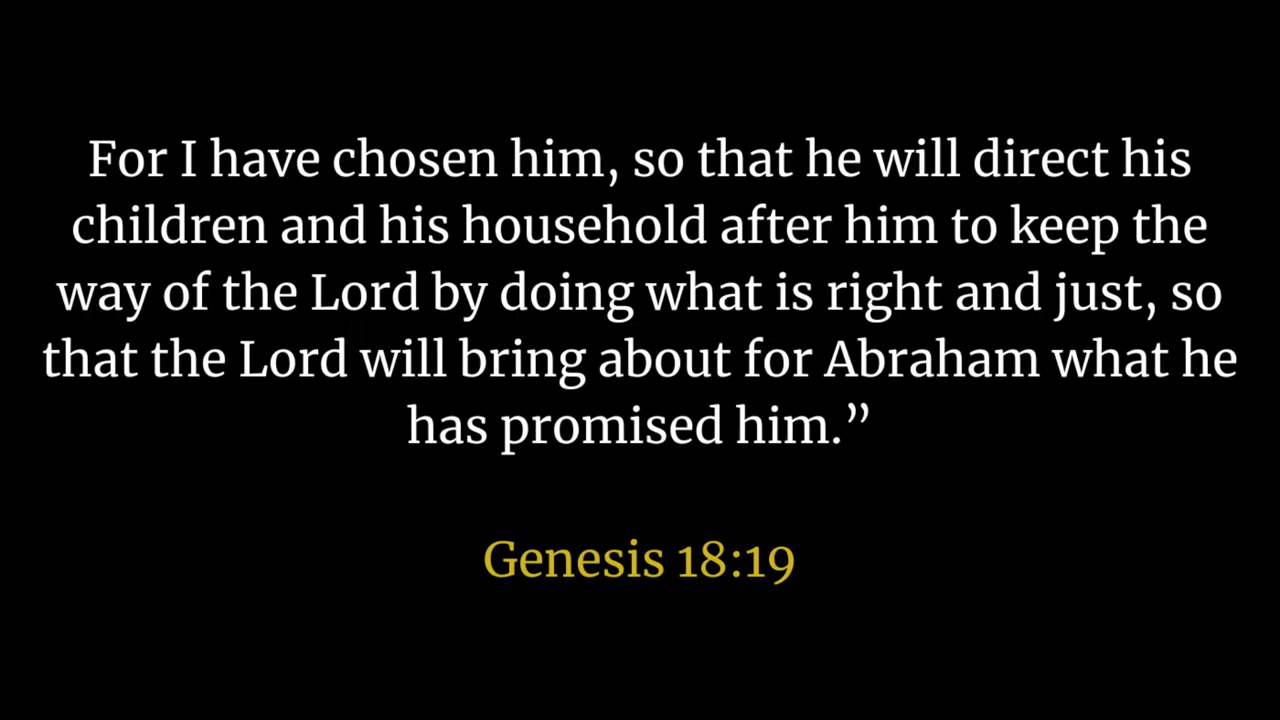 For I have chosen him, so that he will direct his
children and his household after him to keep the
way of the Lord by doing what is right and just, so
that the Lord will bring about for Abraham what he
has promised him.”
Genesis 18:19